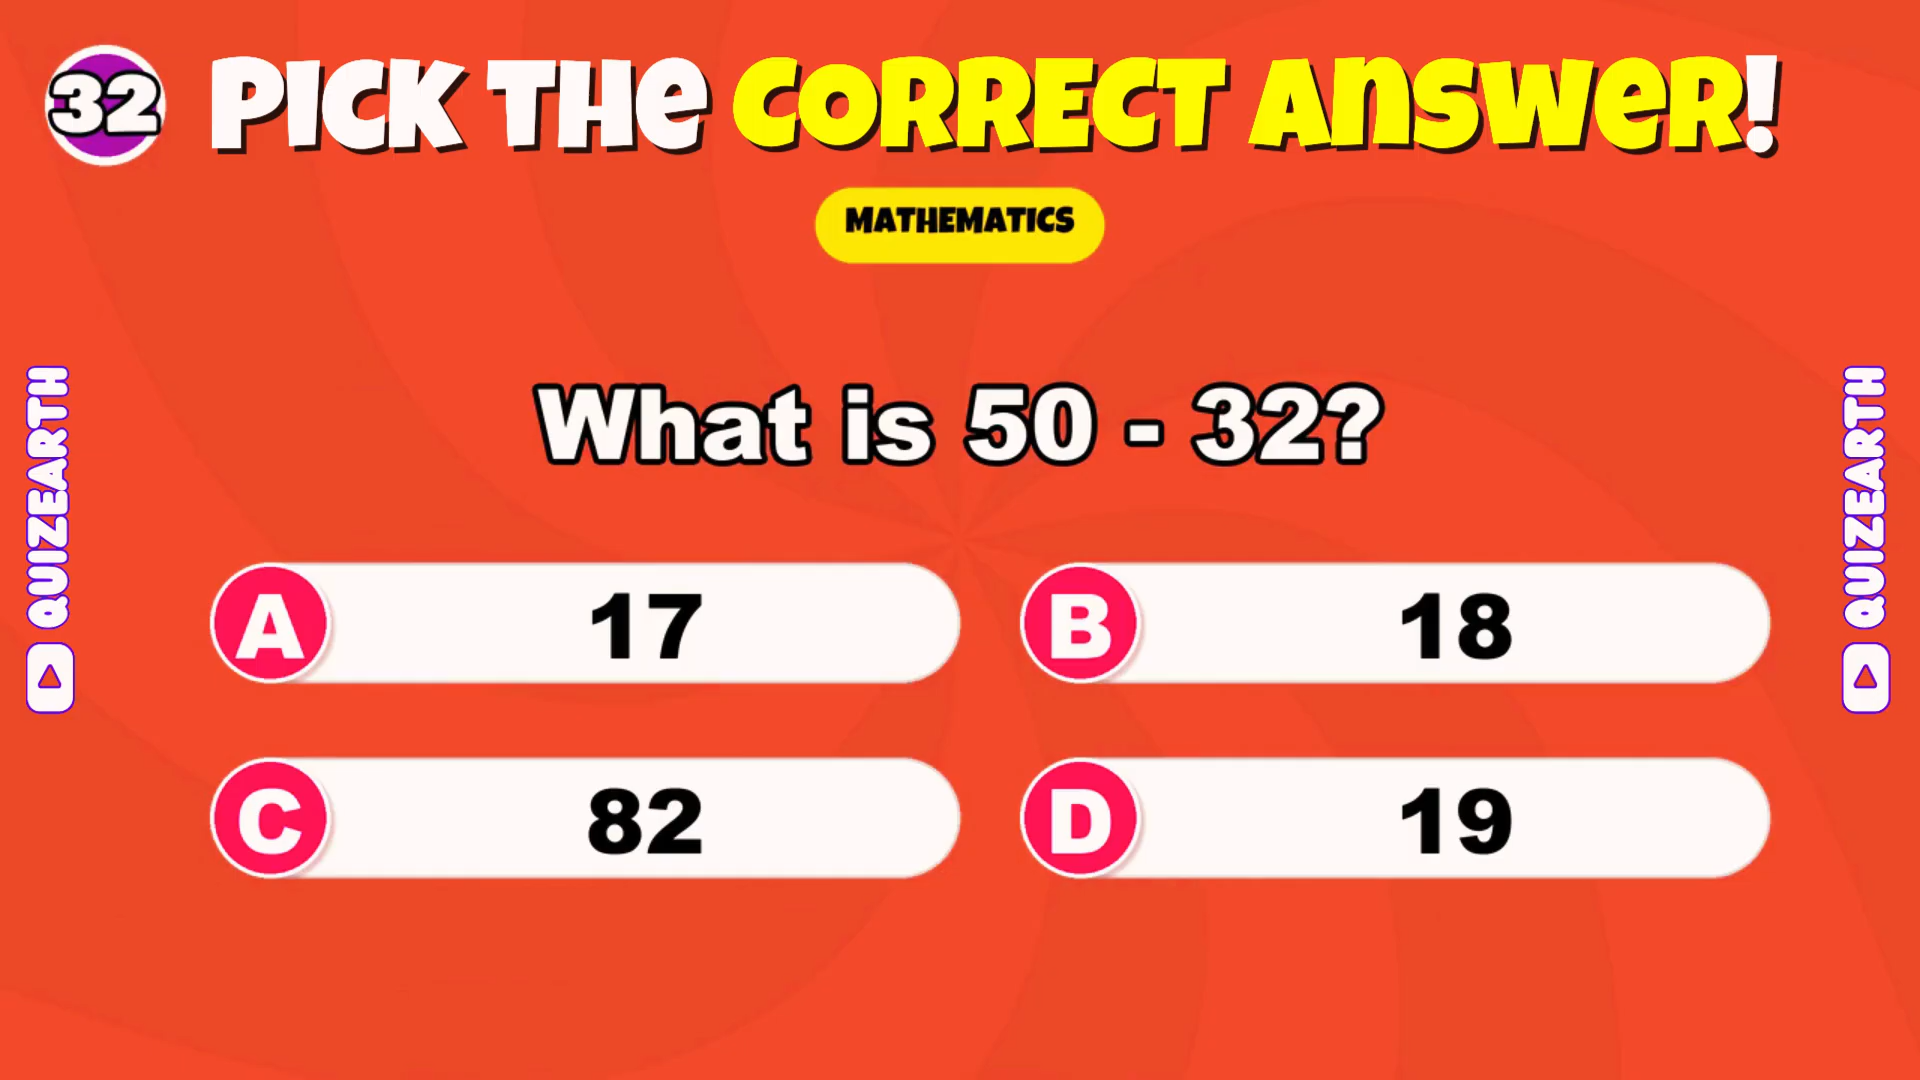 32
PICK THE CORRECT ANSWER!
MATHEMATICS
What is 50 - 32?
A 17
B 18
C 82
D 19
QUIZEARTH
QUIZEARTH